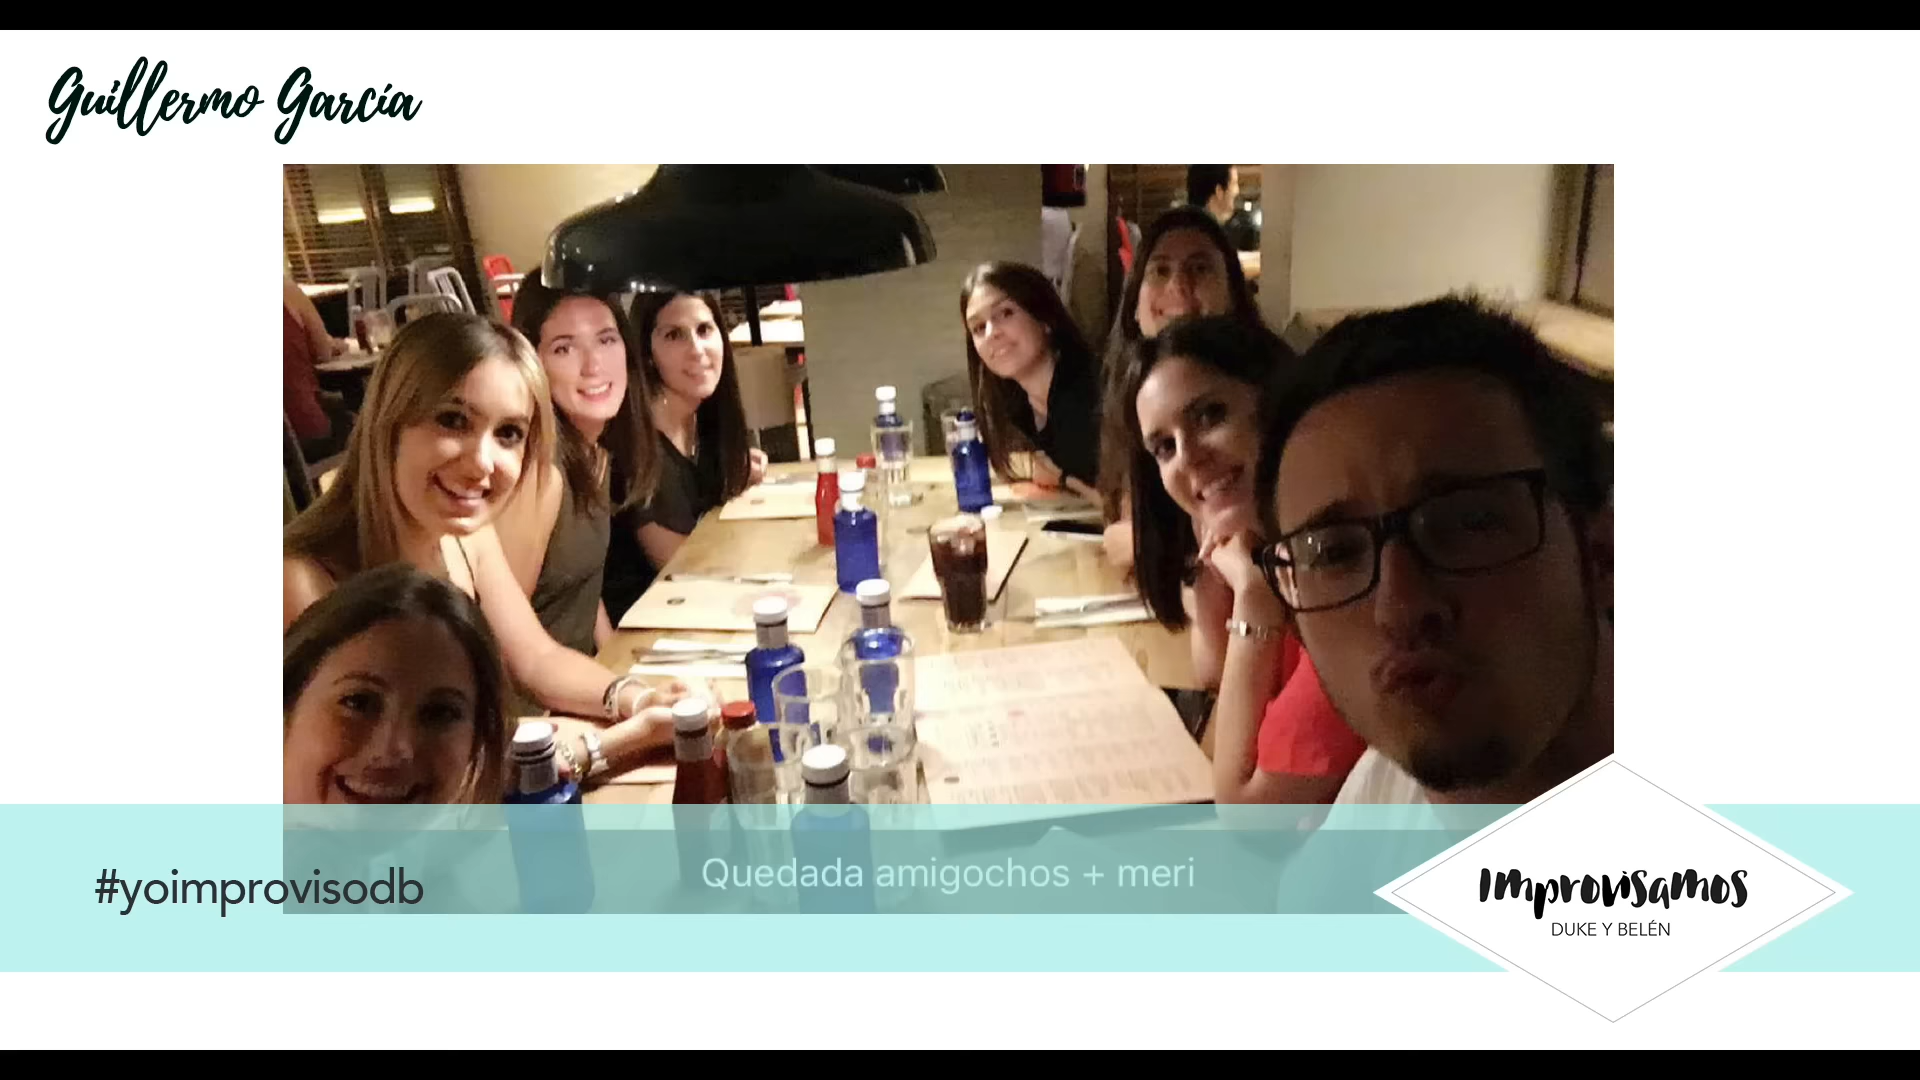 Guillermo García
Quedada amigochos + meri
#yoimprovisodb
Improvisamos
DUKE Y BELÉN